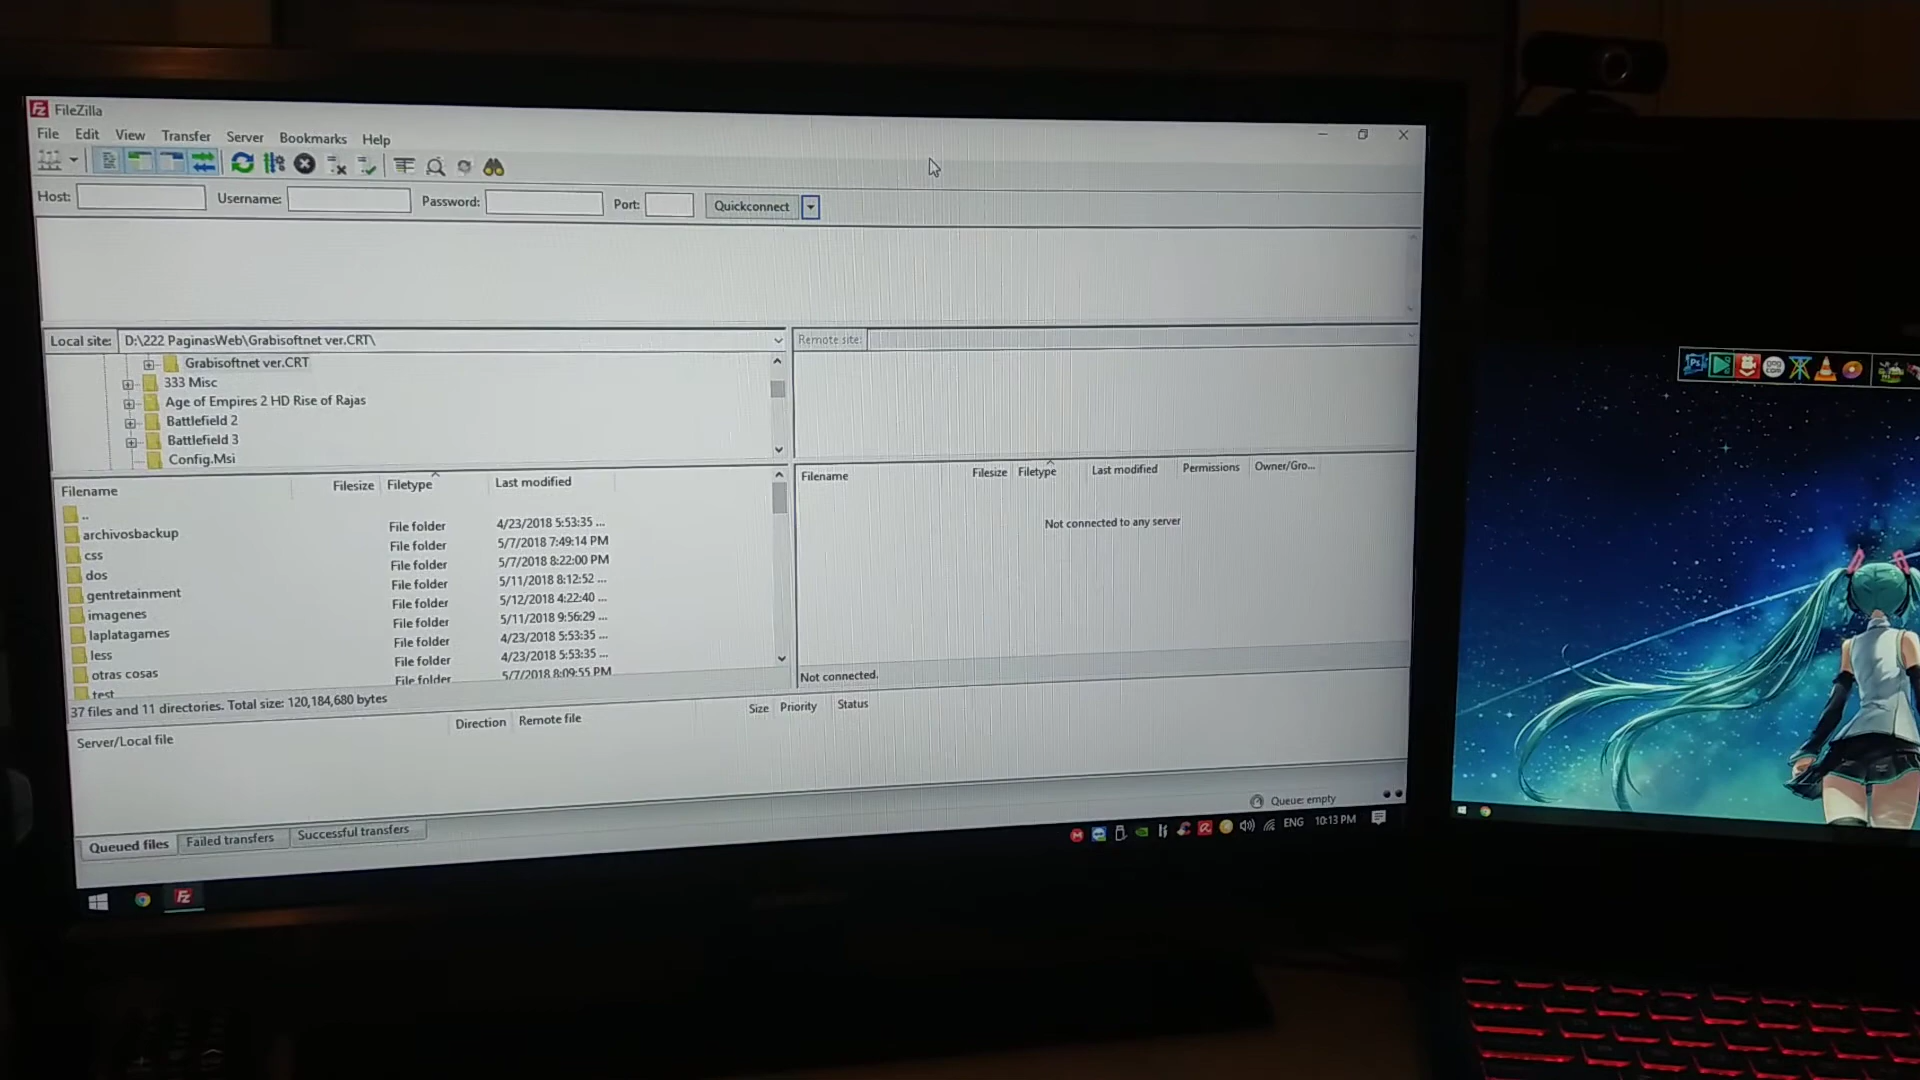 Fz FileZilla
File Edit View Transfer Server Bookmarks Help
Host: Username: Password: Port: Quickconnect
Local site: D:\222 PaginasWeb\Grabisoftnet ver.CRT\
Remote site:
Grabisoftnet ver.CRT
333 Misc
Age of Empires 2 HD Rise of Rajas
Battlefield 2
Battlefield 3
Config.Msi
Filename Filesize Filetype Last modified
..
archivosbackup File folder 4/23/2018 5:53:35 ...
css File folder 5/7/2018 7:49:14 PM
dos File folder 5/7/2018 8:22:00 PM
gentretainment File folder 5/11/2018 8:12:52 ...
imagenes File folder 5/12/2018 4:22:40 ...
laplatagames File folder 5/11/2018 9:56:29 ...
less File folder 4/23/2018 5:53:35 ...
otras cosas File folder 4/23/2018 5:53:35 ...
test File folder 5/7/2018 8:09:55 PM
37 files and 11 directories. Total size: 120,184,680 bytes
Filename Filesize Filetype Last modified Permissions Owner/Gro...
Not connected to any server
Not connected.
Server/Local file Direction Remote file Size Priority Status
Queued files Failed transfers Successful transfers
Queue: empty
ENG 10:13 PM
Fz
Ps